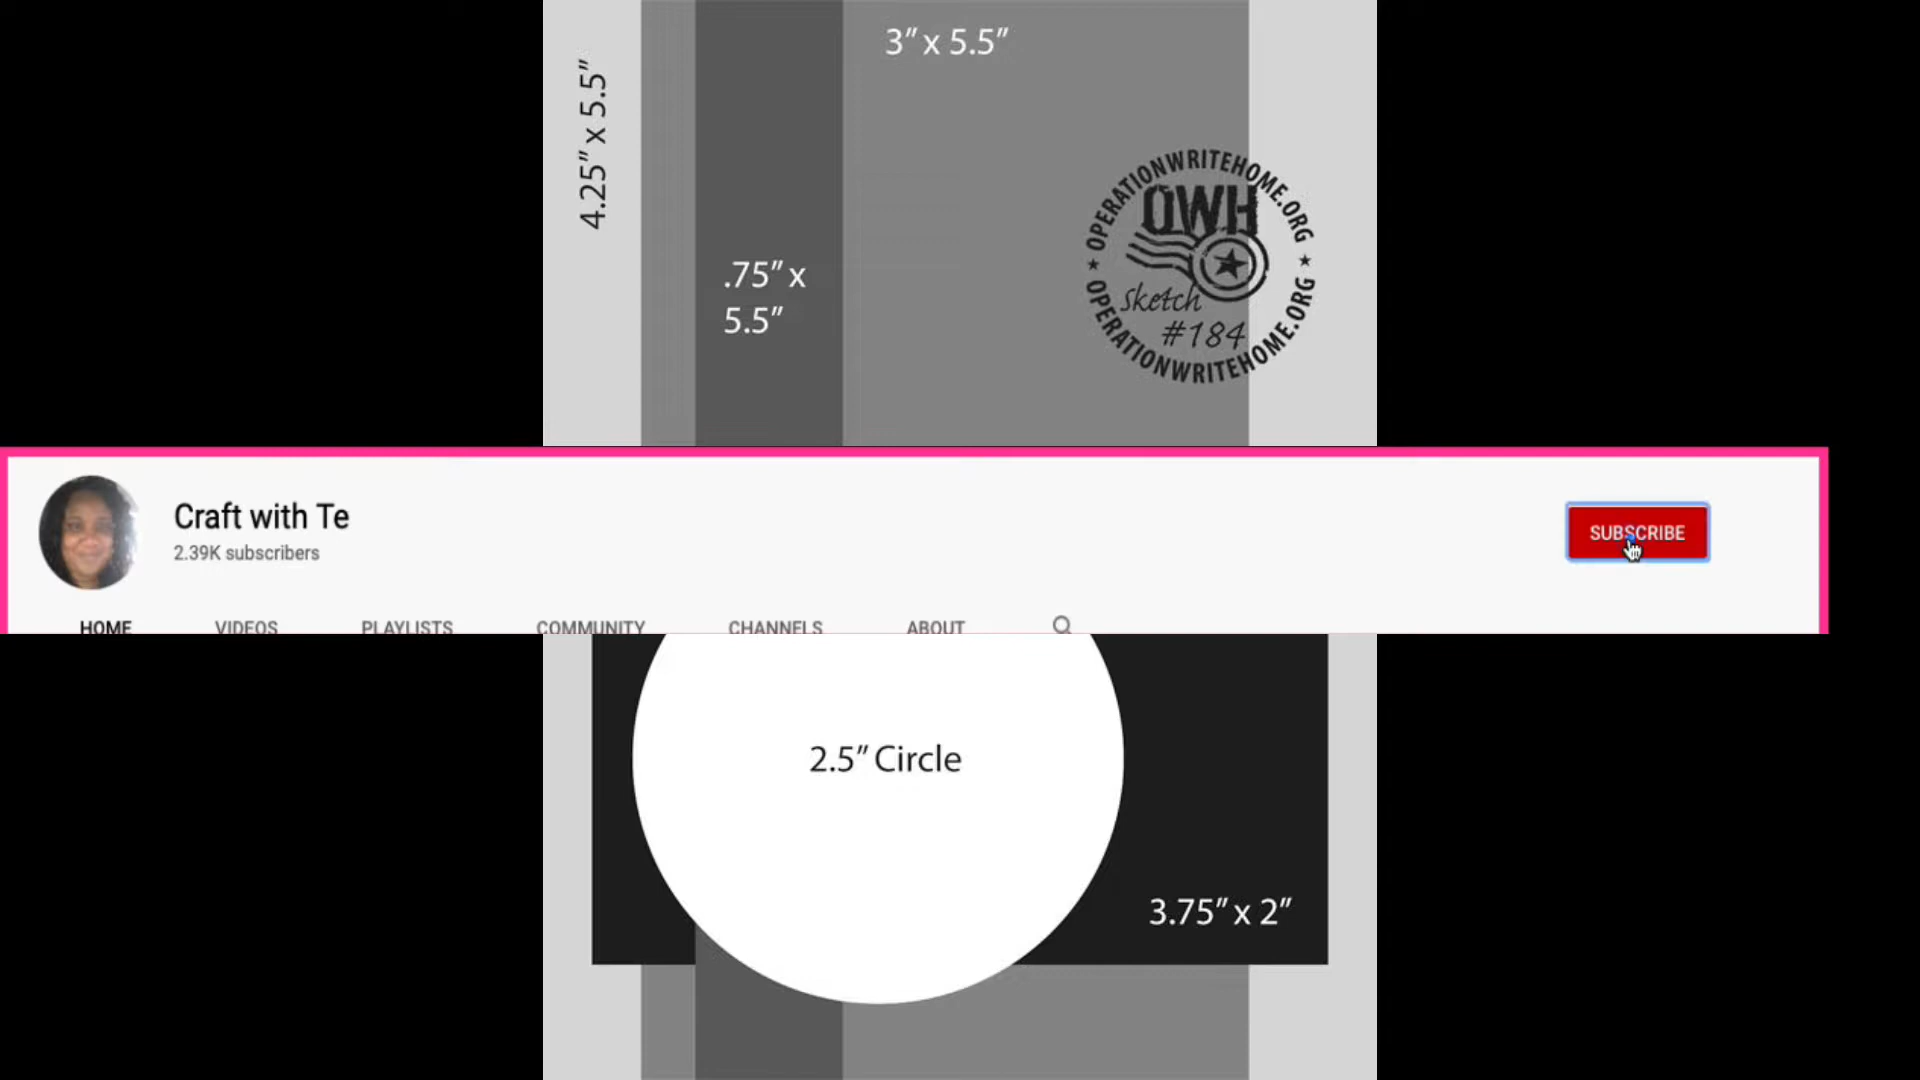 3” x 5.5”
4.25” x 5.5”
OPERATIONWRITEHOME.ORG
OWH
.75” x
5.5”
Sketch
#184
OPERATIONWRITEHOME.ORG
Craft with Te
2.39K subscribers
SUBSCRIBE
HOME VIDEOS PLAYLISTS COMMUNITY CHANNELS ABOUT
2.5” Circle
3.75” x 2”